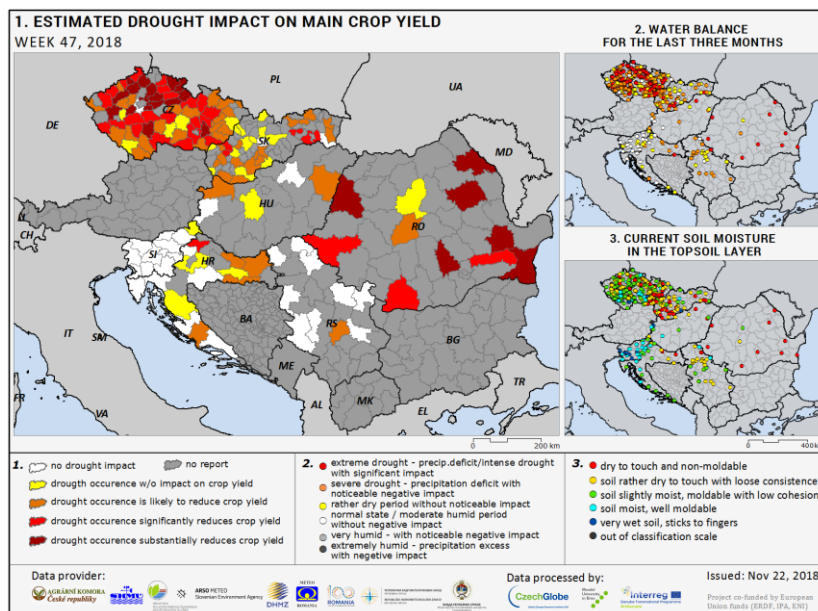 1. ESTIMATED DROUGHT IMPACT ON MAIN CROP YIELD
WEEK 47, 2018
PL
UA
DE
CZ
SK
MD
HU
RO
CH
SI
HR
BA
RS
IT
SM
ME
BG
FR
VA
AL
MK
EL
TR
0 200 km
2. WATER BALANCE
FOR THE LAST THREE MONTHS
3. CURRENT SOIL MOISTURE
IN THE TOPSOIL LAYER
0 400 k
1.
no drought impact
no report
drougth occurence w/o impact on crop yield
drought occurence is likely to reduce crop yield
drought occurence significantly reduces crop yield
drought occurence substantially reduces crop yield
2.
extreme drought - precip.deficit/intense drought
with significant impact
severe drought - precipitation deficit with
noticeable negative impact
rather dry period without noticeable impact
normal state / moderate humid period
without negative impact
very humid - with noticeable negative impact
extremely humid - precipitation excess
with negative impact
3.
dry to touch and non-moldable
soil rather dry to touch with loose consistence
soil slightly moist, moldable with low cohesion
soil moist, well moldable
very wet soil, sticks to fingers
out of classification scale
Data provider:
AGRÁRNÍ KOMORA
České republiky
SHMÚ
ARSO METEO
Slovenian Environment Agency
DHMZ
METEO
ROMANIA
Data processed by:
CzechGlobe
Interreg
Issued: Nov 22, 2018
Project co-funded by European
Union funds (ERDF, IPA, ENI)